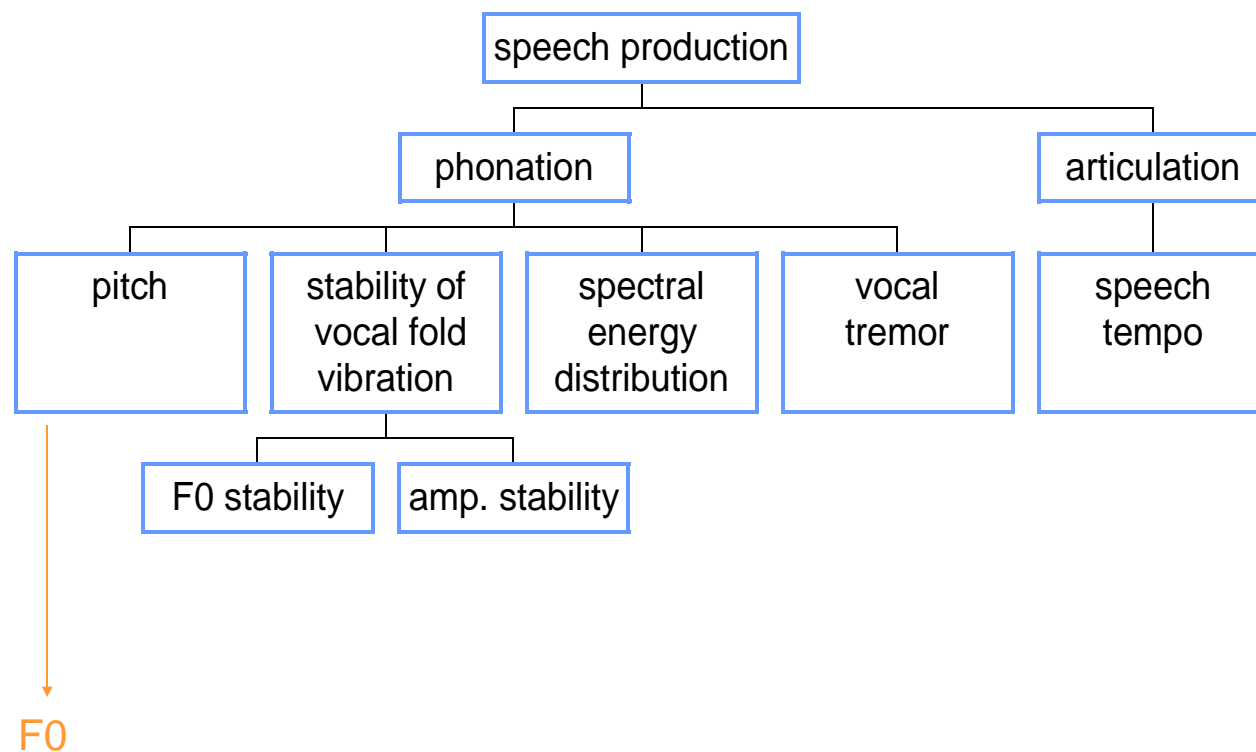 speech production
phonation
articulation
pitch
stability of
vocal fold
vibration
spectral
energy
distribution
vocal
tremor
speech
tempo
F0 stability
amp. stability
F0